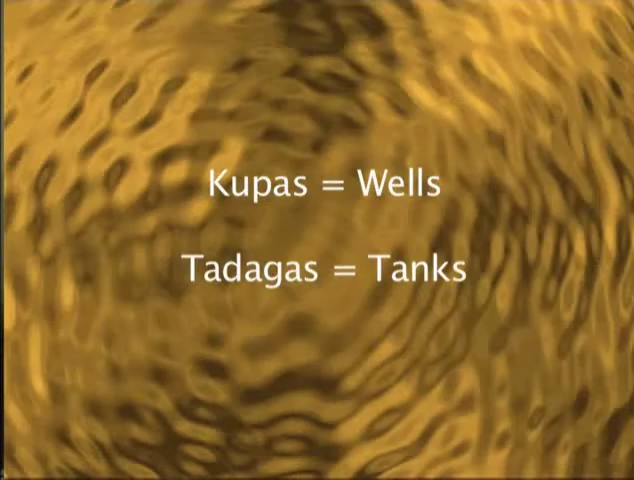 Kupas = Wells
Tadagas = Tanks